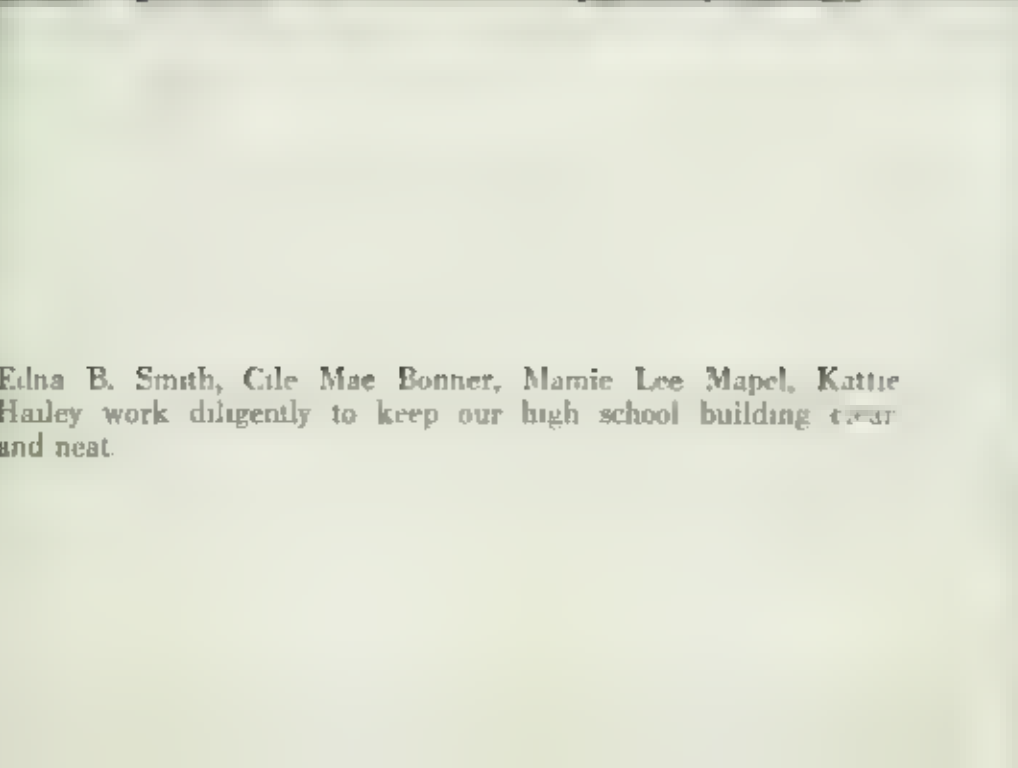 Edna B. Smith, Cile Mae Bonner, Mamie Lee Mapel, Kattie
Hailey work diligently to keep our high school building
and neat.